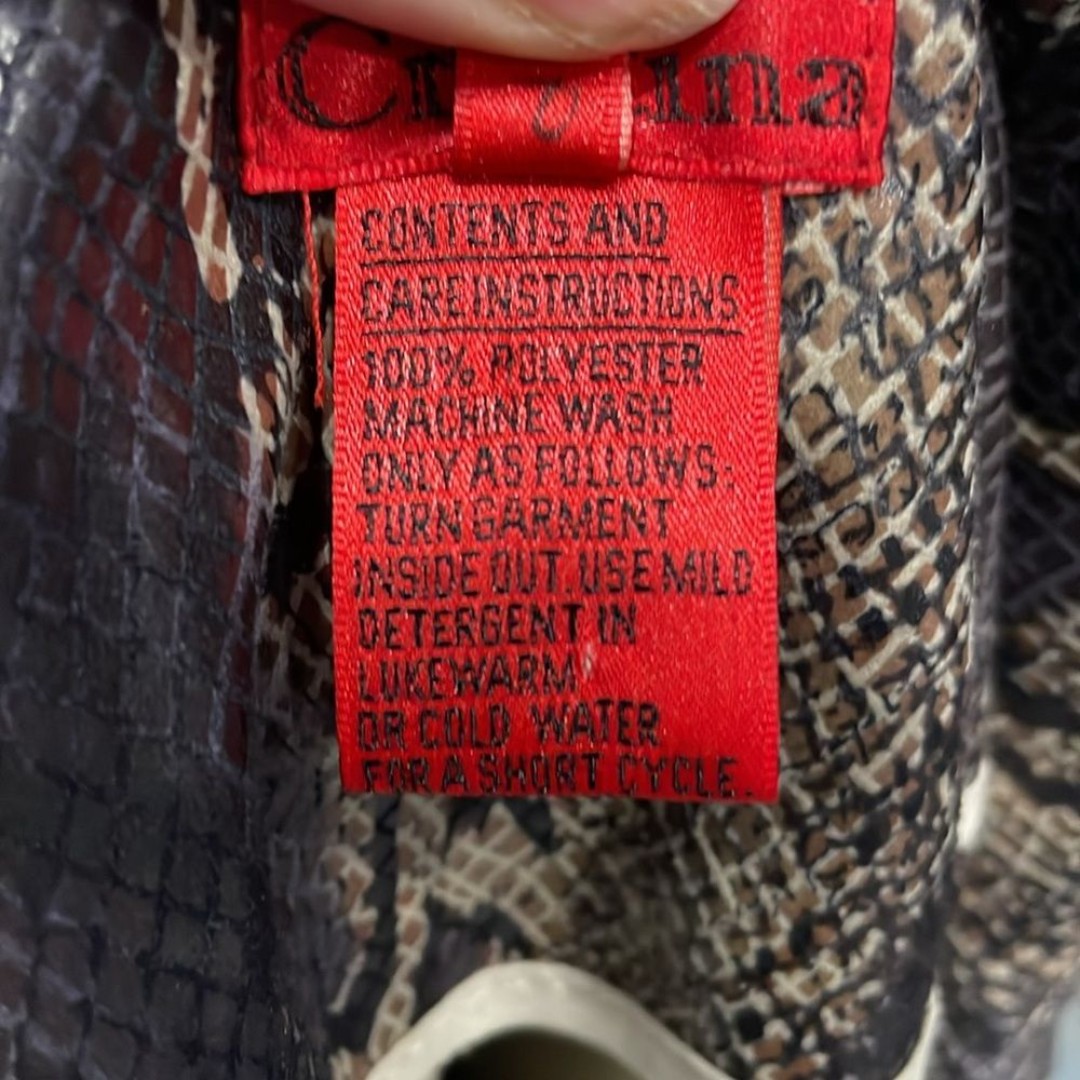 0
CONTENTS AND
CARE INSTRUCTIONS
100% POLYESTER
MACHINE WASH
ONLY AS FOLLOWS:
TURN GARMENT
INSIDE OUT. USE MILD
DETERGENT IN
LUKEWARM
OR COLD WATER
FOR A SHORT CYCLE.